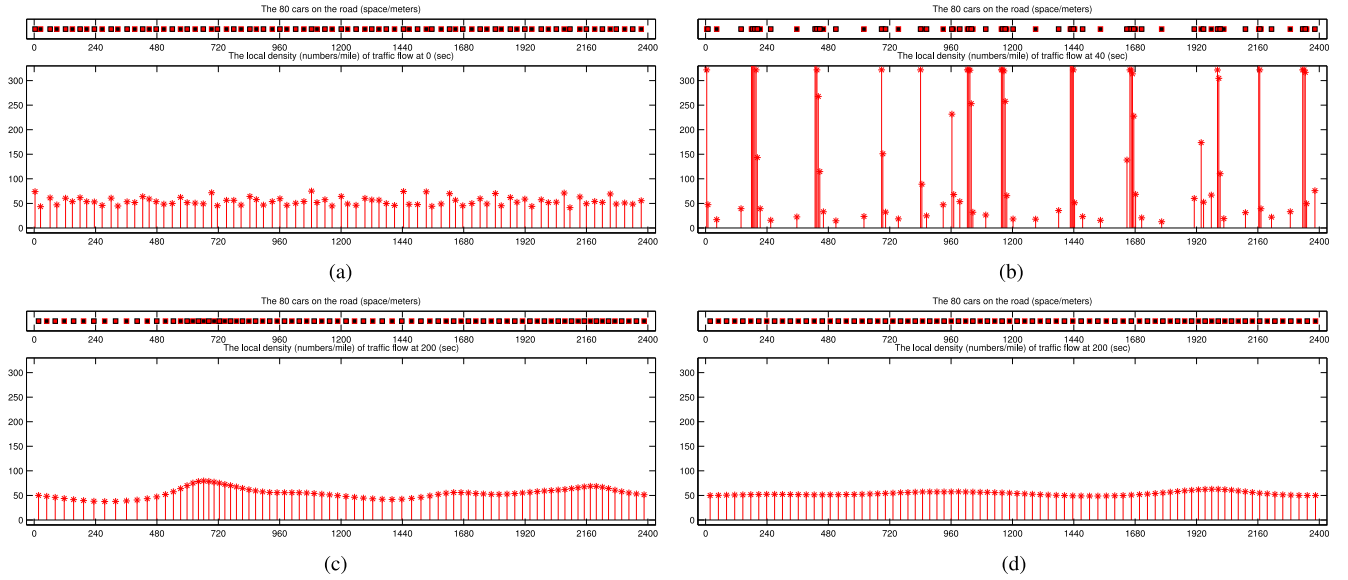 The 80 cars on the road (space/meters)
0 240 480 720 960 1200 1440 1680 1920 2160 2400
The local density (numbers/mile) of traffic flow at 0 (sec)
300
250
200
150
100
50
0
0 240 480 720 960 1200 1440 1680 1920 2160 2400
(a)
The 80 cars on the road (space/meters)
0 240 480 720 960 1200 1440 1680 1920 2160 2400
The local density (numbers/mile) of traffic flow at 40 (sec)
300
250
200
150
100
50
0
0 240 480 720 960 1200 1440 1680 1920 2160 2400
(b)
The 80 cars on the road (space/meters)
0 240 480 720 960 1200 1440 1680 1920 2160 2400
The local density (numbers/mile) of traffic flow at 200 (sec)
300
250
200
150
100
50
0
0 240 480 720 960 1200 1440 1680 1920 2160 2400
(c)
The 80 cars on the road (space/meters)
0 240 480 720 960 1200 1440 1680 1920 2160 2400
The local density (numbers/mile) of traffic flow at 200 (sec)
300
250
200
150
100
50
0
0 240 480 720 960 1200 1440 1680 1920 2160 2400
(d)